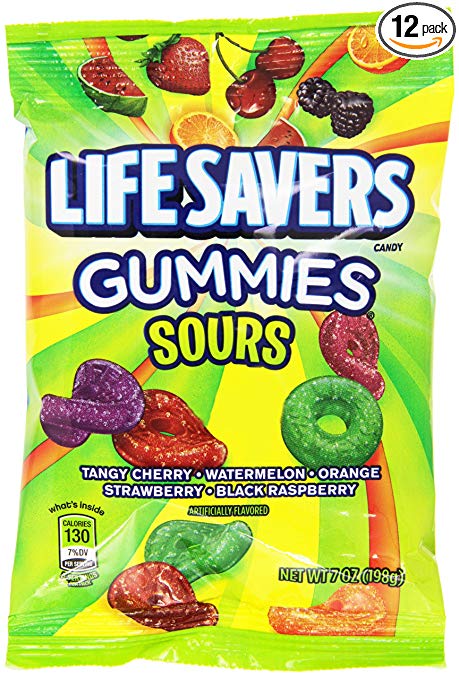 12 pack
LIFE SAVERS
CANDY
GUMMIES®
SOURS
TANGY CHERRY • WATERMELON • ORANGE
STRAWBERRY • BLACK RASPBERRY
ARTIFICIALLY FLAVORED
what's inside
CALORIES
130
7%DV
PER SERVING
NET WT 7 OZ (198g)